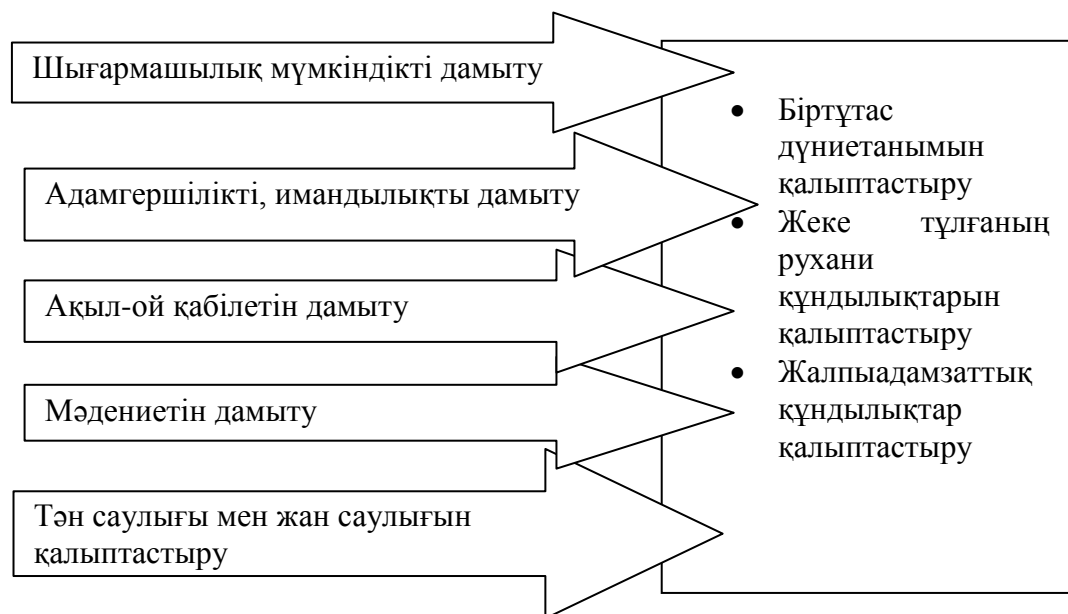 Шығармашылық мүмкіндікті дамыту
Адамгершілікті, имандылықты дамыту
Ақыл-ой қабілетін дамыту
Мәдениетін дамыту
Тән саулығы мен жан саулығын
қалыптастыру
• Біртұтас
дүниетанымын
қалыптастыру
• Жеке тұлғаның
рухани
құндылықтарын
қалыптастыру
• Жалпыадамзаттық
құндылықтар
қалыптастыру